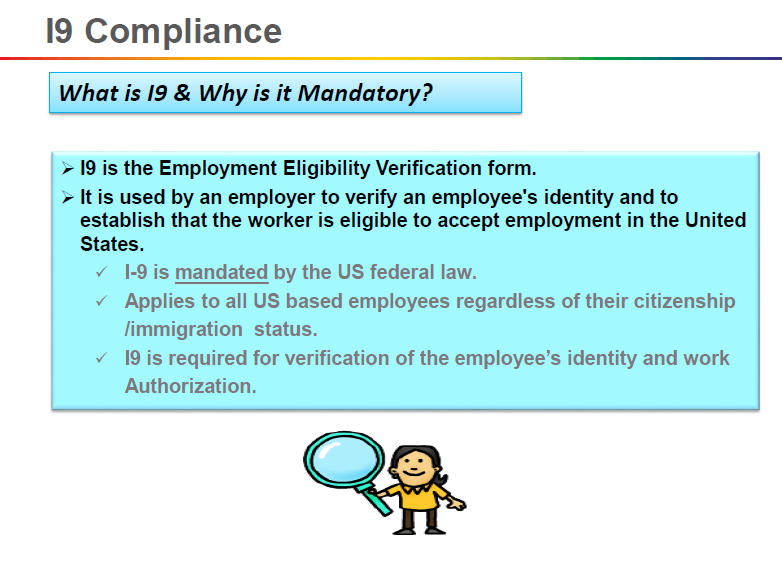 I9 Compliance
What is I9 & Why is it Mandatory?
➢ I9 is the Employment Eligibility Verification form.
➢ It is used by an employer to verify an employee's identity and to
establish that the worker is eligible to accept employment in the United
States.
✓ I-9 is mandated by the US federal law.
✓ Applies to all US based employees regardless of their citizenship
/immigration status.
✓ I9 is required for verification of the employee’s identity and work
Authorization.